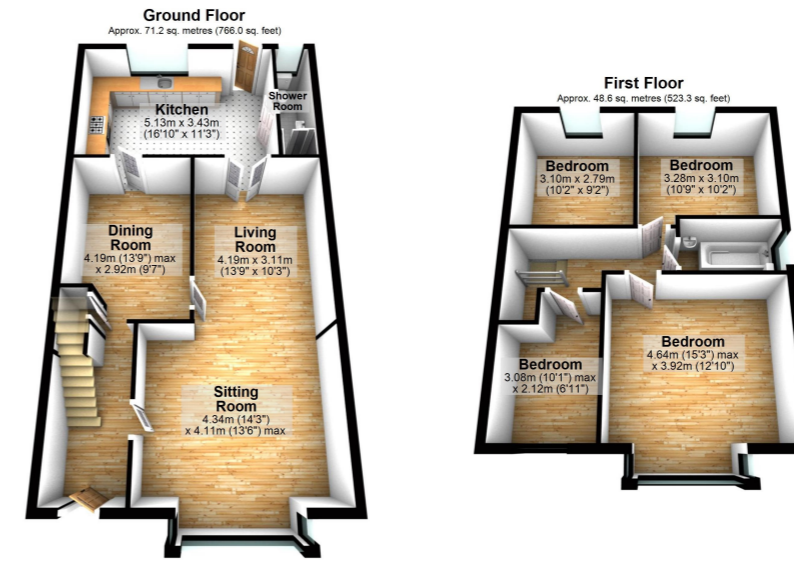 Ground Floor
Approx. 71.2 sq. metres (766.0 sq. feet)
Shower
Room
Kitchen
5.13m x 3.43m
(16'10" x 11'3")
Dining
Room
4.19m (13'9") max
x 2.92m (9'7")
Living
Room
4.19m x 3.11m
(13'9" x 10'3")
Sitting
Room
4.34m (14'3")
x 4.11m (13'6") max
First Floor
Approx. 48.6 sq. metres (523.3 sq. feet)
Bedroom
3.10m x 2.79m
(10'2" x 9'2")
Bedroom
3.28m x 3.10m
(10'9" x 10'2")
Bedroom
3.08m (10'1") max
x 2.12m (6'11")
Bedroom
4.64m (15'3") max
x 3.92m (12'10")